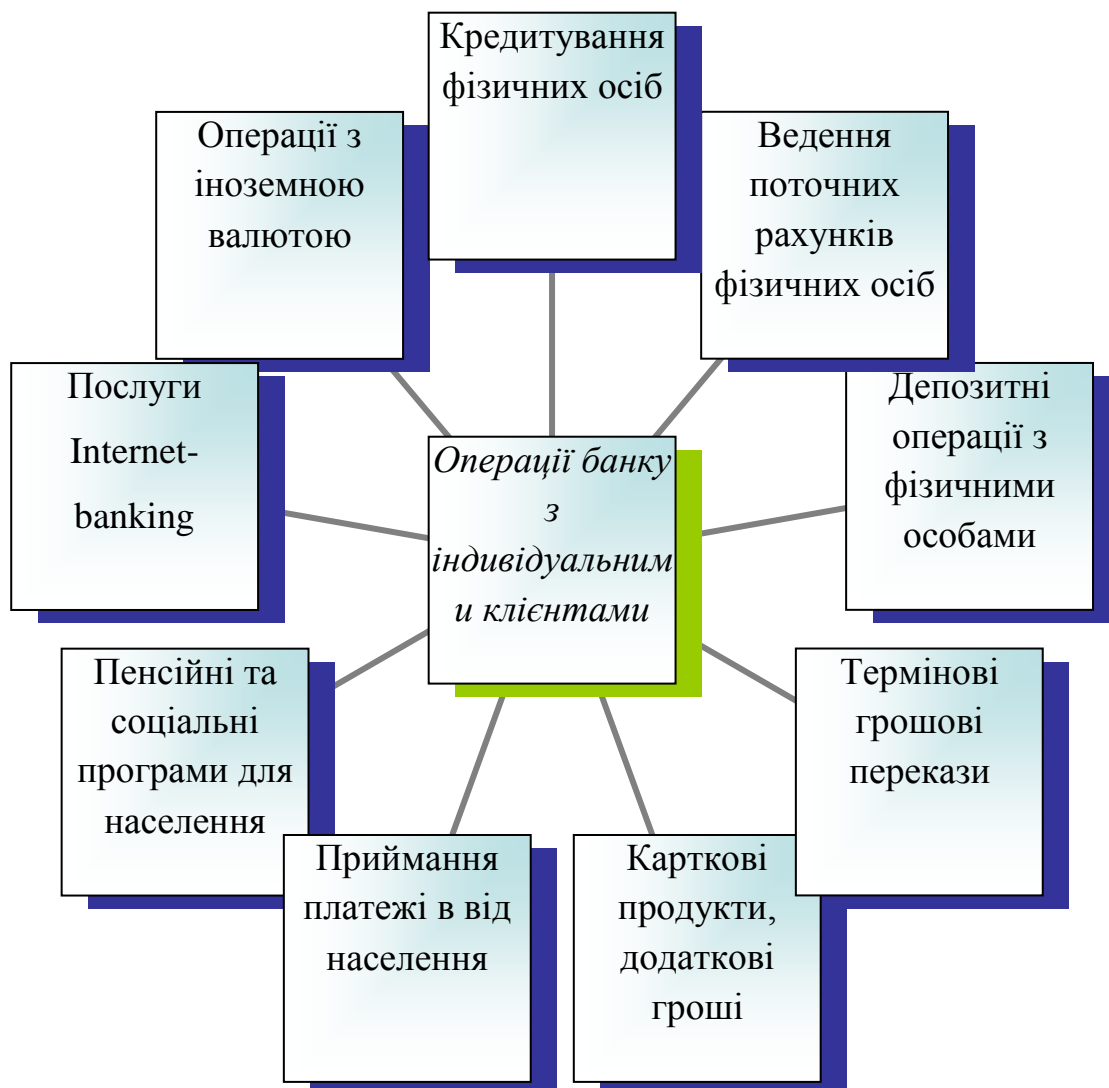 Кредитування
фізичних осіб
Операції з
іноземною
валютою
Ведення
поточних
рахунків
фізичних осіб
Послуги
Internet-
banking
Депозитні
операції з
фізичними
особами
Операції банку
з
індивідуальним
и клієнтами
Пенсійні та
соціальні
програми для
населення
Термінові
грошові
перекази
Приймання
платежі в від
населення
Карткові
продукти,
додаткові
гроші